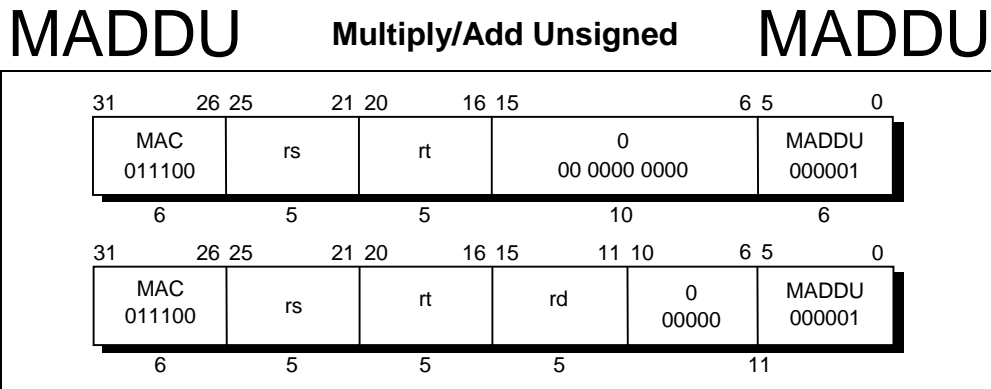 MADDU Multiply/Add Unsigned MADDU
31 26 25 21 20 16 15 6 5 0
MAC rs rt 0 MADDU
011100 00 0000 0000 000001
6 5 5 10 6
31 26 25 21 20 16 15 11 10 6 5 0
MAC rs rt rd 0 MADDU
011100 00000 000001
6 5 5 5 11